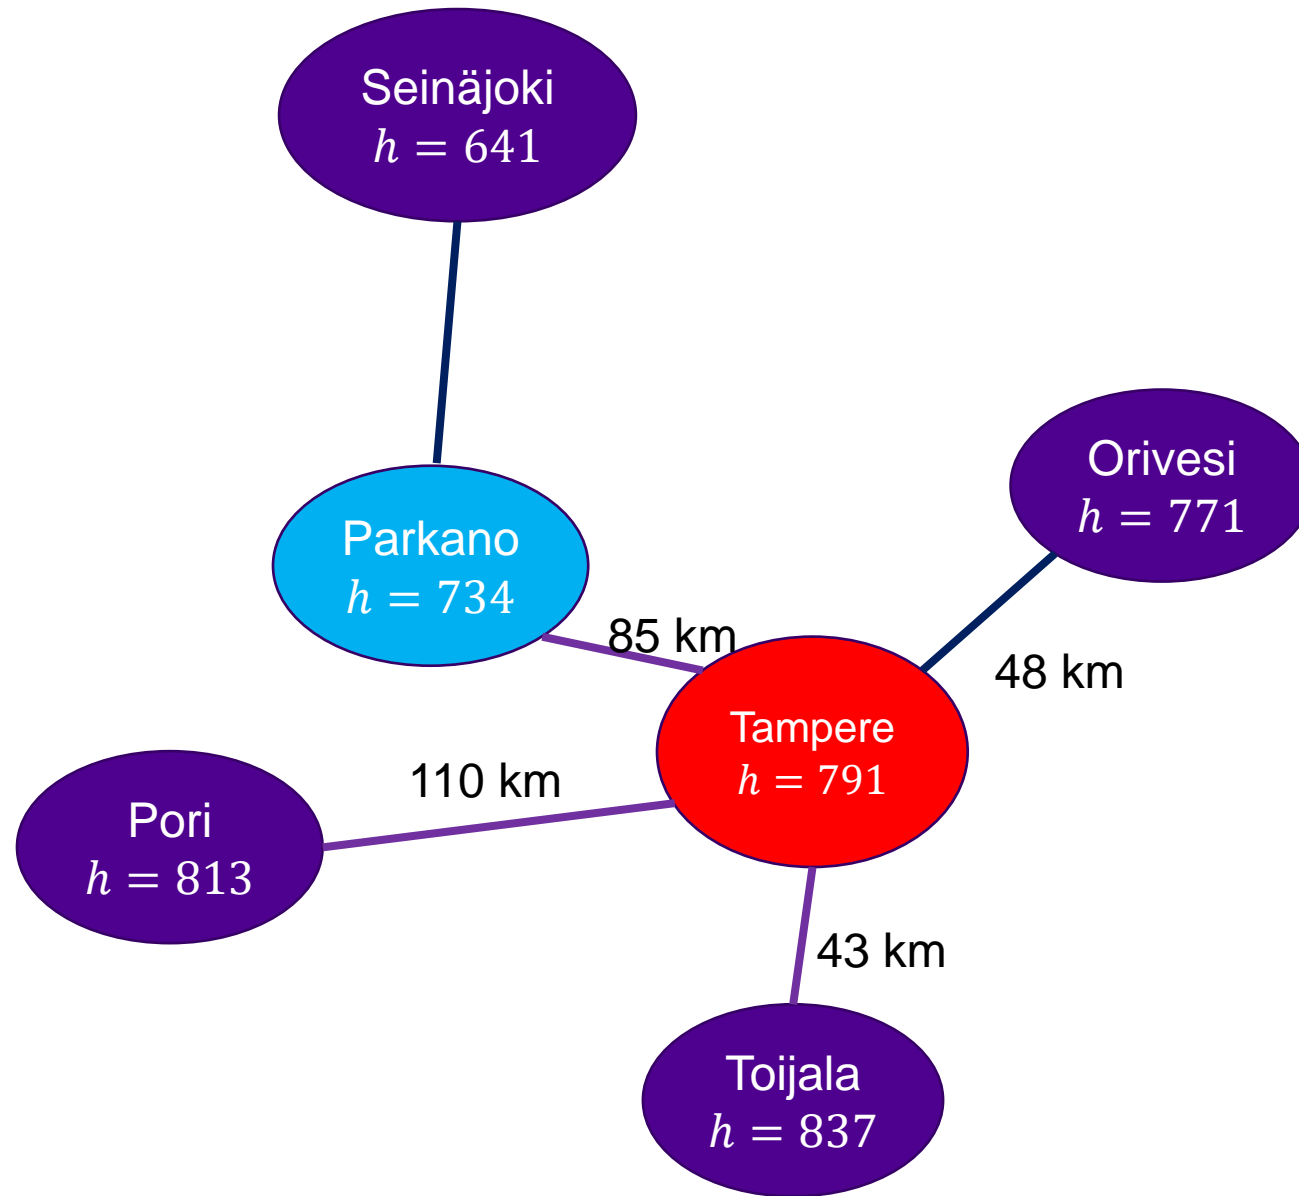 Seinäjoki
ℎ = 641
Orivesi
ℎ = 771
Parkano
ℎ = 734
85 km
48 km
Tampere
ℎ = 791
110 km
Pori
ℎ = 813
43 km
Toijala
ℎ = 837